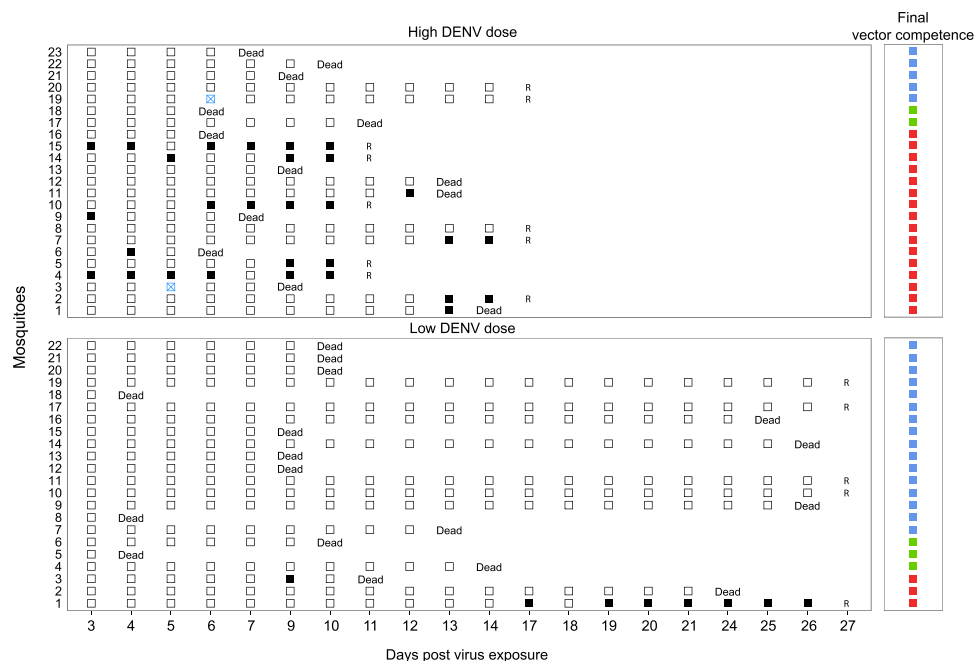 High DENV dose
Final
vector competence
23 Dead
22 Dead
21 Dead
20 R
19 R
18 Dead
17 Dead
16 Dead
15 R
14 R
13 Dead
12 Dead
11 Dead
10 R
9 Dead
8 R
7 R
6 Dead
5 R
4 R
3 Dead
2 R
1 Dead
Mosquitoes
Low DENV dose
22 Dead
21 Dead
20 Dead
19 R
18 Dead
17 R
16 Dead
15 Dead
14 Dead
13 Dead
12 Dead
11 R
10 R
9 Dead
8 Dead
7 Dead
6 Dead
5 Dead
4 Dead
3 Dead
2 Dead
1 R
3 4 5 6 7 9 10 11 12 13 14 17 18 19 20 21 24 25 26 27
Days post virus exposure